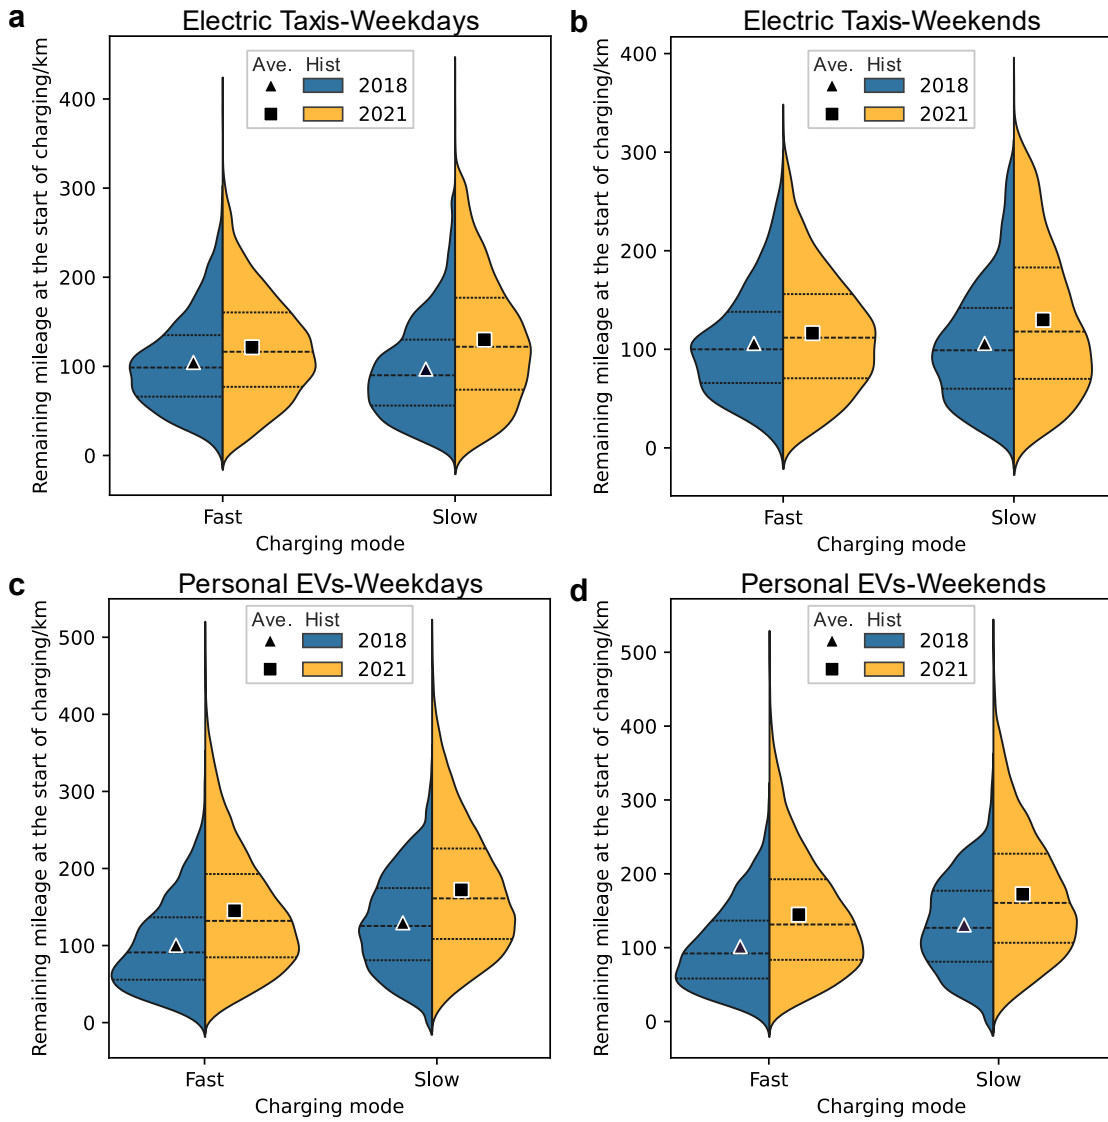 a
Electric Taxis-Weekdays
Remaining mileage at the start of charging/km
400
300
200
100
0
Ave. Hist
2018
2021
Fast Slow
Charging mode
b
Electric Taxis-Weekends
Remaining mileage at the start of charging/km
400
300
200
100
0
Ave. Hist
2018
2021
Fast Slow
Charging mode
c
Personal EVs-Weekdays
Remaining mileage at the start of charging/km
500
400
300
200
100
0
Ave. Hist
2018
2021
Fast Slow
Charging mode
d
Personal EVs-Weekends
Remaining mileage at the start of charging/km
500
400
300
200
100
0
Ave. Hist
2018
2021
Fast Slow
Charging mode